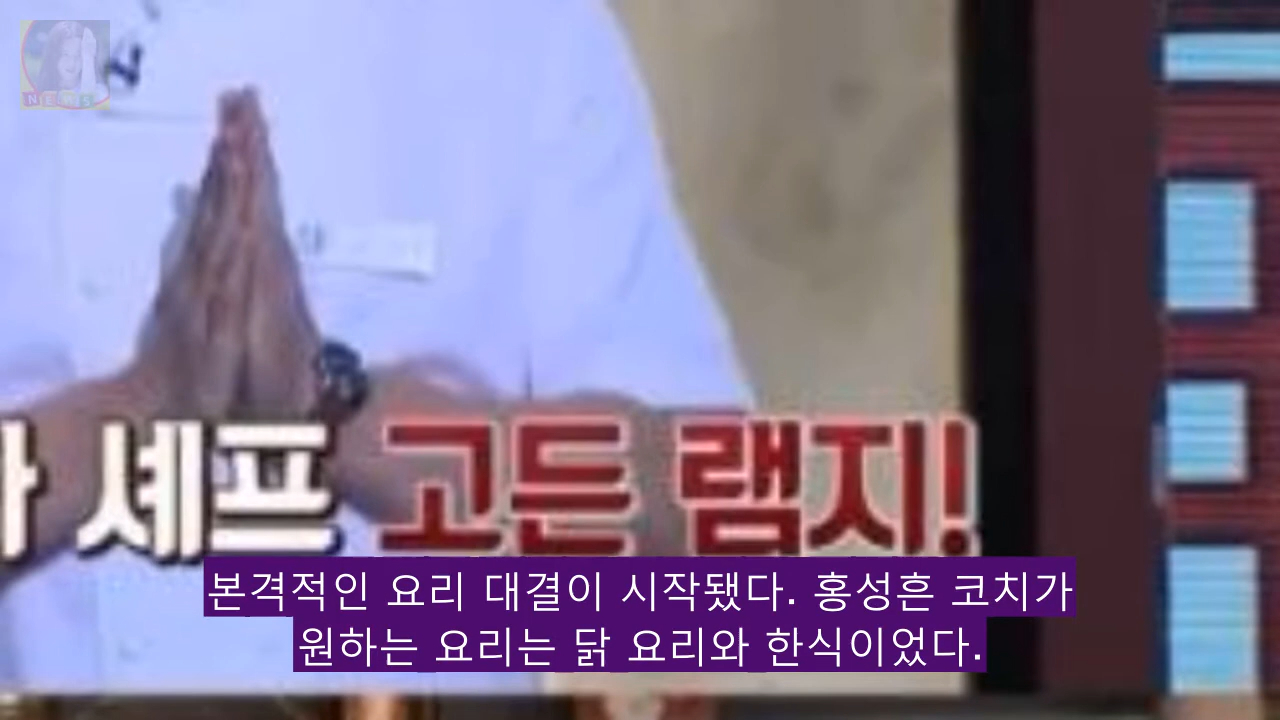 NEWS
셰프 고든 램지!
본격적인 요리 대결이 시작됐다. 홍성흔 코치가
원하는 요리는 닭 요리와 한식이었다.